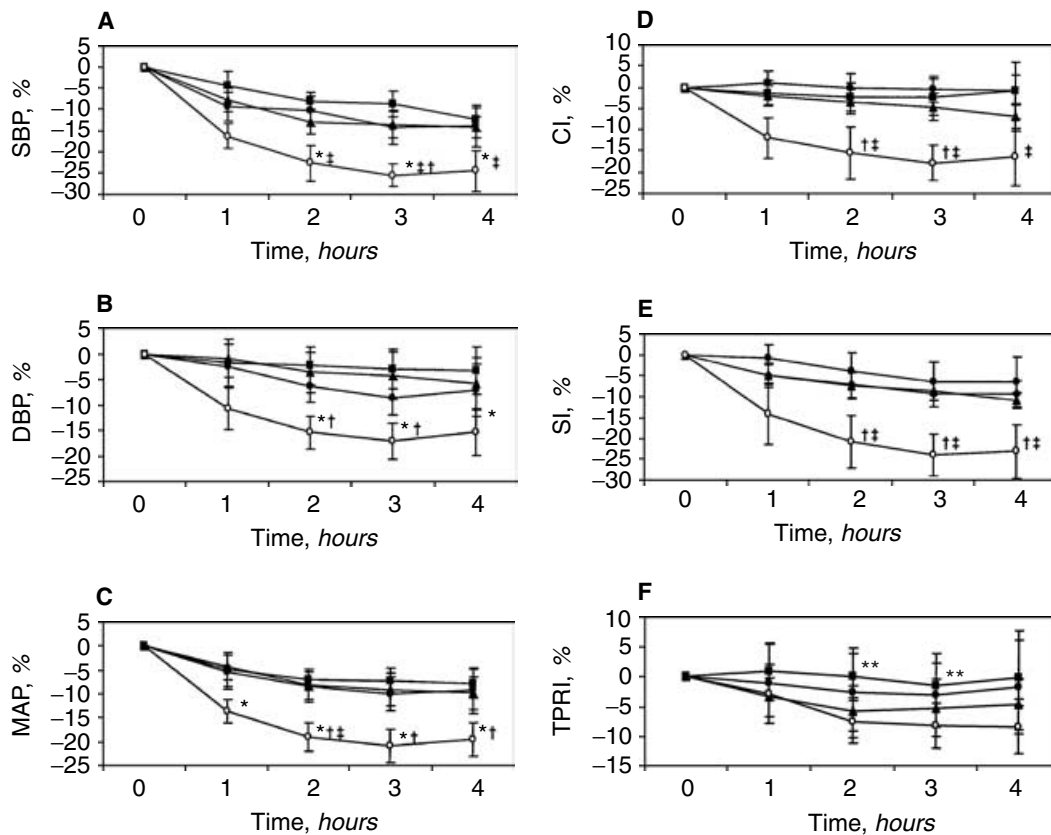 A
SBP, %
5
0
−5
−10
−15
−20
−25
−30
*‡
*‡†
*‡
0 1 2 3 4
Time, hours
B
DBP, %
5
0
−5
−10
−15
−20
−25
*†
*†
*
0 1 2 3 4
Time, hours
C
MAP, %
5
0
−5
−10
−15
−20
−25
*
*†‡
*†
*†
0 1 2 3 4
Time, hours
D
CI, %
10
5
0
−5
−10
−15
−20
−25
†‡
†‡
‡
0 1 2 3 4
Time, hours
E
SI, %
5
0
−5
−10
−15
−20
−25
−30
†‡
†‡
†‡
0 1 2 3 4
Time, hours
F
TPRI, %
10
5
0
−5
−10
−15
**
**
0 1 2 3 4
Time, hours